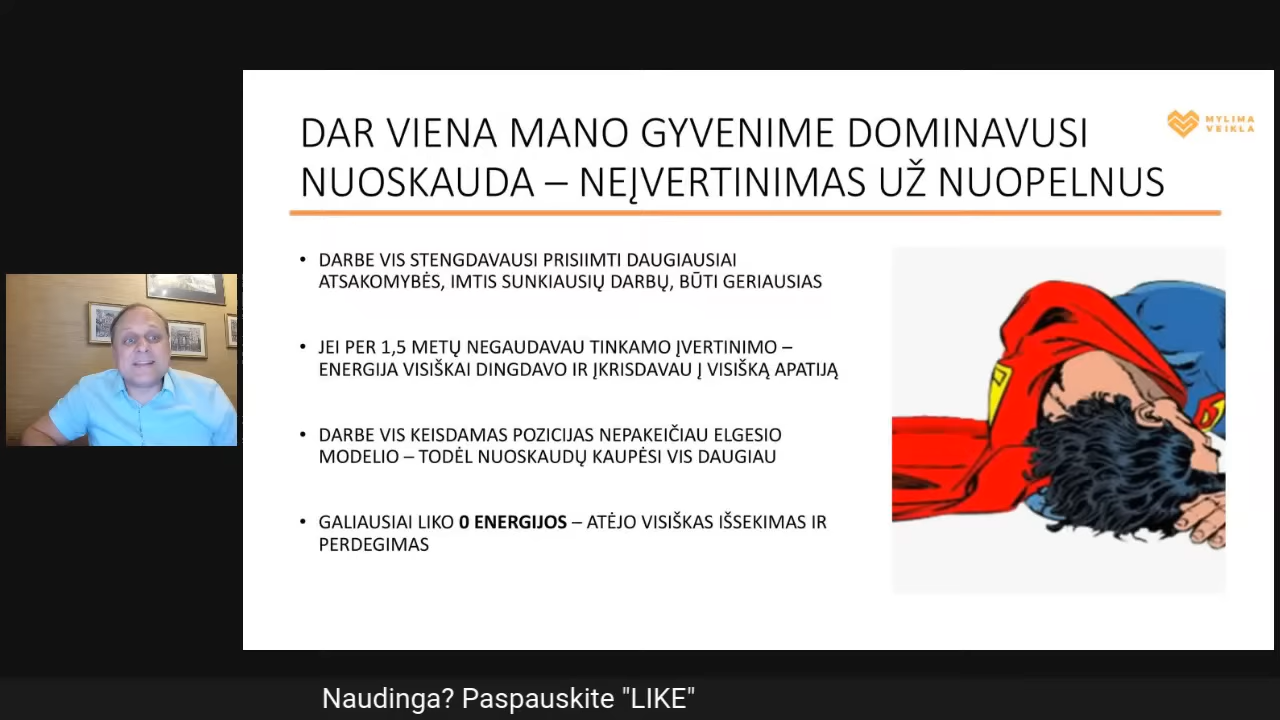 DAR VIENA MANO GYVENIME DOMINAVUSI
NUOSKAUDA – NEĮVERTINIMAS UŽ NUOPELNUS
MYLIMA
VEIKLA
• DARBE VIS STENGDAVAUSI PRISIIMTI DAUGIAUSIAI
ATSAKOMYBĖS, IMTIS SUNKIAUSIŲ DARBŲ, BŪTI GERIAUSIAS
• JEI PER 1,5 METŲ NEGAUDAVAU TINKAMO ĮVERTINIMO –
ENERGIJA VISIŠKAI DINGDAVO IR ĮKRISDAVAU Į VISIŠKĄ APATIJĄ
• DARBE VIS KEISDAMAS POZICIJAS NEPAKEIČIAU ELGESIO
MODELIO – TODĖL NUOSKAUDŲ KAUPĖSI VIS DAUGIAU
• GALIAUSIAI LIKO 0 ENERGIJOS – ATĖJO VISIŠKAS IŠSEKIMAS IR
PERDEGIMAS
Naudinga? Paspauskite "LIKE"